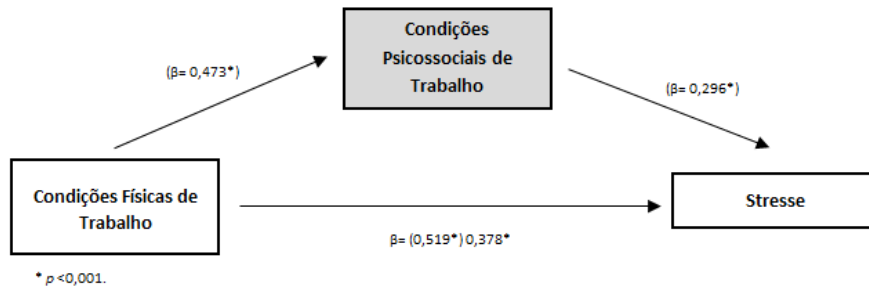 Condições
Psicossociais de
Trabalho
(β= 0,473*)
(β= 0,296*)
Condições Físicas de
Trabalho
Stresse
β= (0,519*) 0,378*
* p <0,001.